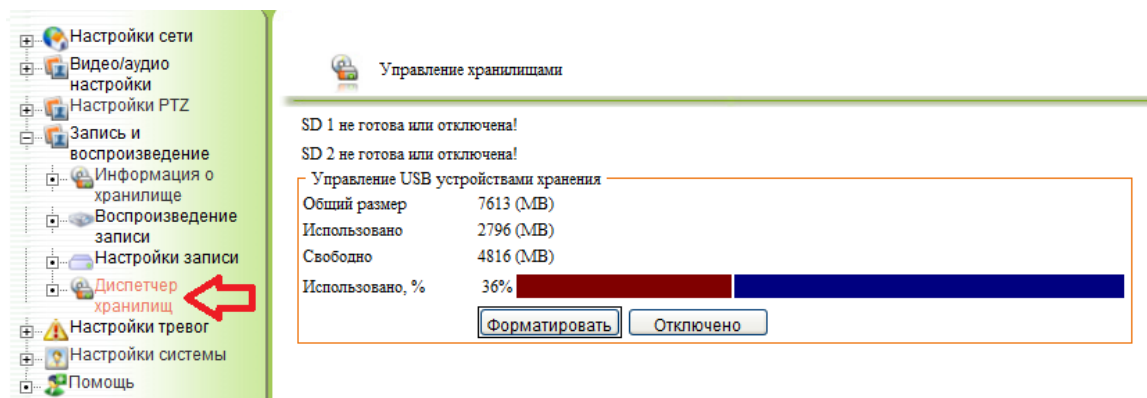 Настройки сети
Видео/аудио
настройки
Настройки PTZ
Запись и
воспроизведение
Информация о
хранилище
Воспроизведение
записи
Настройки записи
Диспетчер
хранилищ
Настройки тревог
Настройки системы
Помощь
Управление хранилищами
SD 1 не готова или отключена!
SD 2 не готова или отключена!
Управление USB устройствами хранения
Общий размер 7613 (MB)
Использовано 2796 (MB)
Свободно 4816 (MB)
Использовано, % 36%
Форматировать Отключено